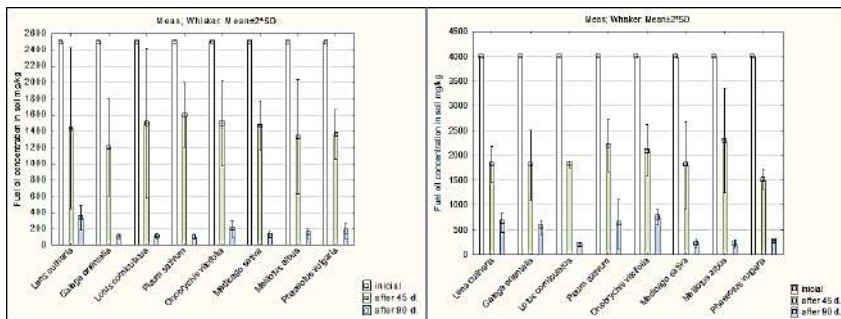 Meas; Whisker: Mean±2*SD
Fuel oil concentration in soil mg/kg
2600
2400
2200
2000
1800
1600
1400
1200
1000
800
600
400
200
0
Lens culinaria
Galega orientalis
Lotus corniculatus
Pisum sativum
Onobrychis viciifolia
Medicago sativa
Melilotus albus
Phaseolus vulgaris
inicial
after 45 d.
after 90 d.
Meas; Whisker: Mean±2*SD
Fuel oil concentration in soil mg/kg
4500
4000
3500
3000
2500
2000
1500
1000
500
0
Lens culinaria
Galega orientalis
Lotus corniculatus
Pisum sativum
Onobrychis viciifolia
Medicago sativa
Melilotus albus
Phaseolus vulgaris
inicial
after 45 d.
after 90 d.